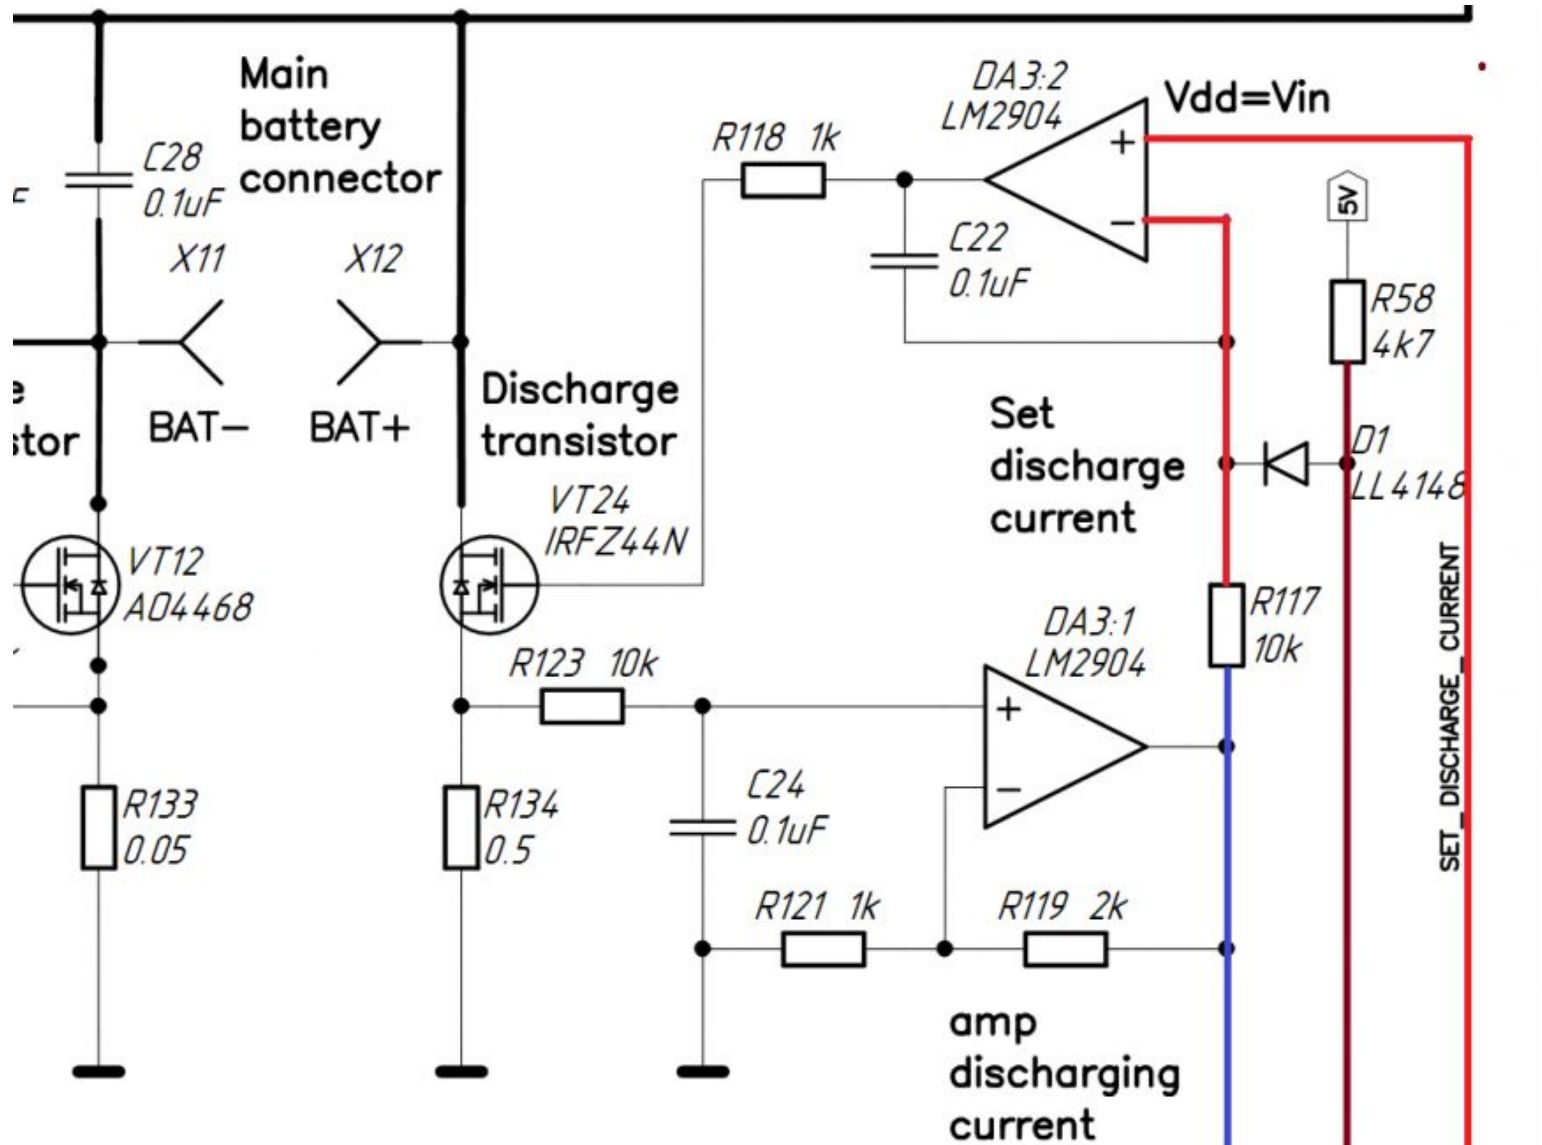 Main
battery
connector
C28
0.1uF
F
X11
X12
BAT–
BAT+
e
stor
Discharge
transistor
VT12
AO4468
VT24
IRFZ44N
R118 1k
DA3:2
LM2904
Vdd=Vin
+
–
C22
0.1uF
5V
R58
4k7
D1
LL4148
Set
discharge
current
R117
10k
SET_DISCHARGE_CURRENT
DA3:1
LM2904
+
–
R123 10k
C24
0.1uF
R133
0.05
R134
0.5
R121 1k
R119 2k
amp
discharging
current